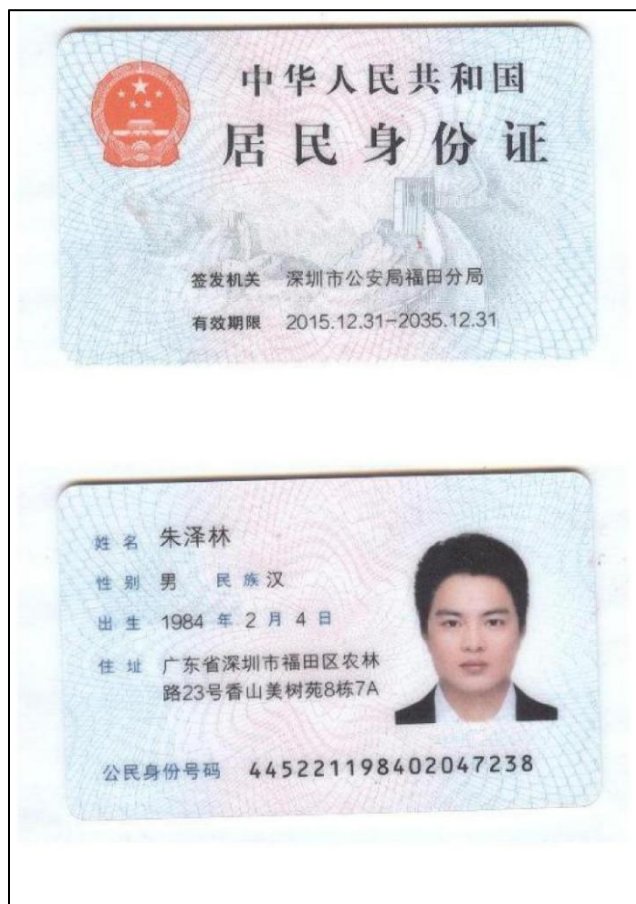 中华人民共和国
居民身份证
签发机关 深圳市公安局福田分局
有效期限 2015.12.31-2035.12.31
姓名 朱泽林
性别 男 民族 汉
出生 1984 年 2 月 4 日
住址 广东省深圳市福田区农林
路23号香山美树苑8栋7A
公民身份号码 445221198402047238